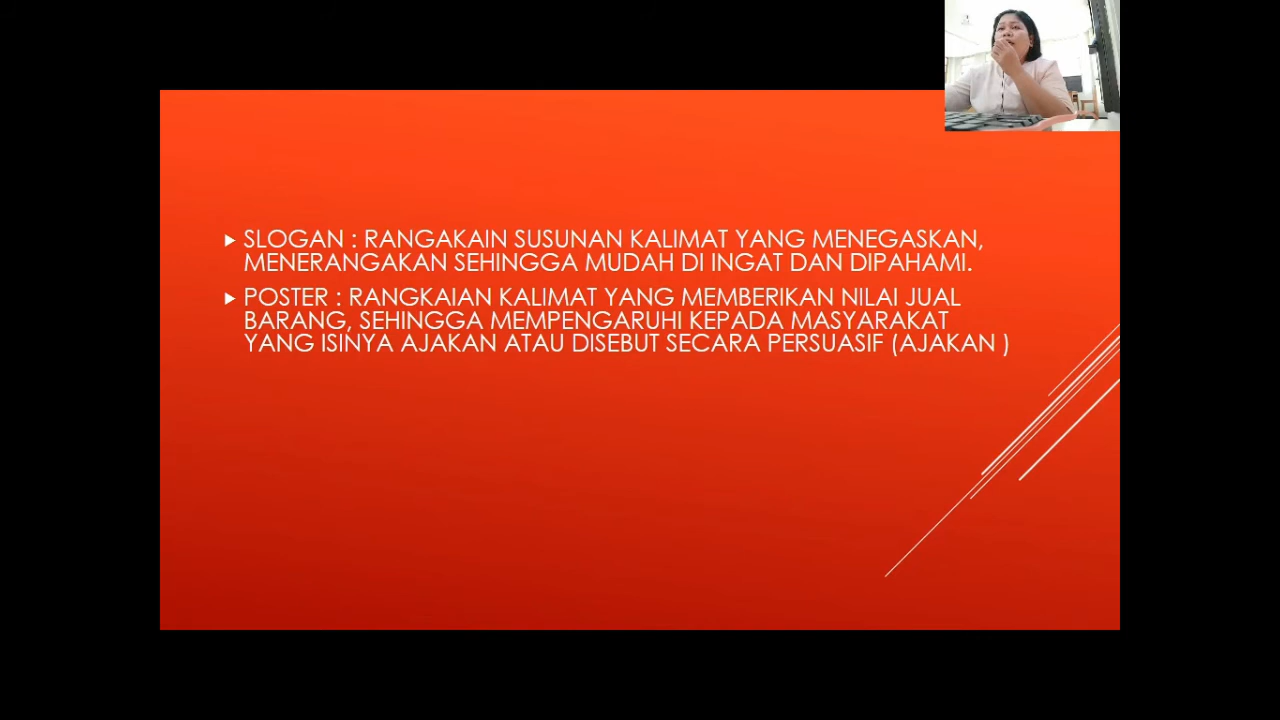 SLOGAN : RANGAKAIN SUSUNAN KALIMAT YANG MENEGASKAN,
MENERANGAKAN SEHINGGA MUDAH DI INGAT DAN DIPAHAMI.
POSTER : RANGKAIAN KALIMAT YANG MEMBERIKAN NILAI JUAL
BARANG, SEHINGGA MEMPENGARUHI KEPADA MASYARAKAT
YANG ISINYA AJAKAN ATAU DISEBUT SECARA PERSUASIF (AJAKAN )